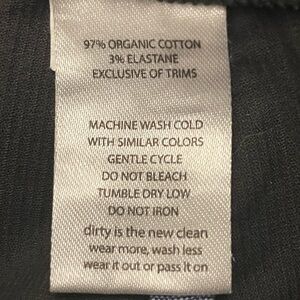 97% ORGANIC COTTON
3% ELASTANE
EXCLUSIVE OF TRIMS
MACHINE WASH COLD
WITH SIMILAR COLORS
GENTLE CYCLE
DO NOT BLEACH
TUMBLE DRY LOW
DO NOT IRON
dirty is the new clean
wear more, wash less
wear it out or pass it on